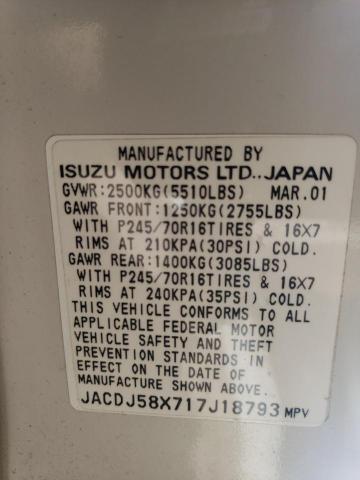 MANUFACTURED BY
ISUZU MOTORS LTD., JAPAN
GVWR:2500KG(5510LBS) MAR.01
GAWR FRONT:1250KG(2755LBS)
WITH P245/70R16TIRES & 16X7
RIMS AT 210KPA(30PSI) COLD.
GAWR REAR:1400KG(3085LBS)
WITH P245/70R16TIRES & 16X7
RIMS AT 240KPA(35PSI) COLD.
THIS VEHICLE CONFORMS TO ALL
APPLICABLE FEDERAL MOTOR
VEHICLE SAFETY AND THEFT
PREVENTION STANDARDS IN
EFFECT ON THE DATE OF
MANUFACTURE SHOWN ABOVE.
JACDJ58X717J18793 MPV